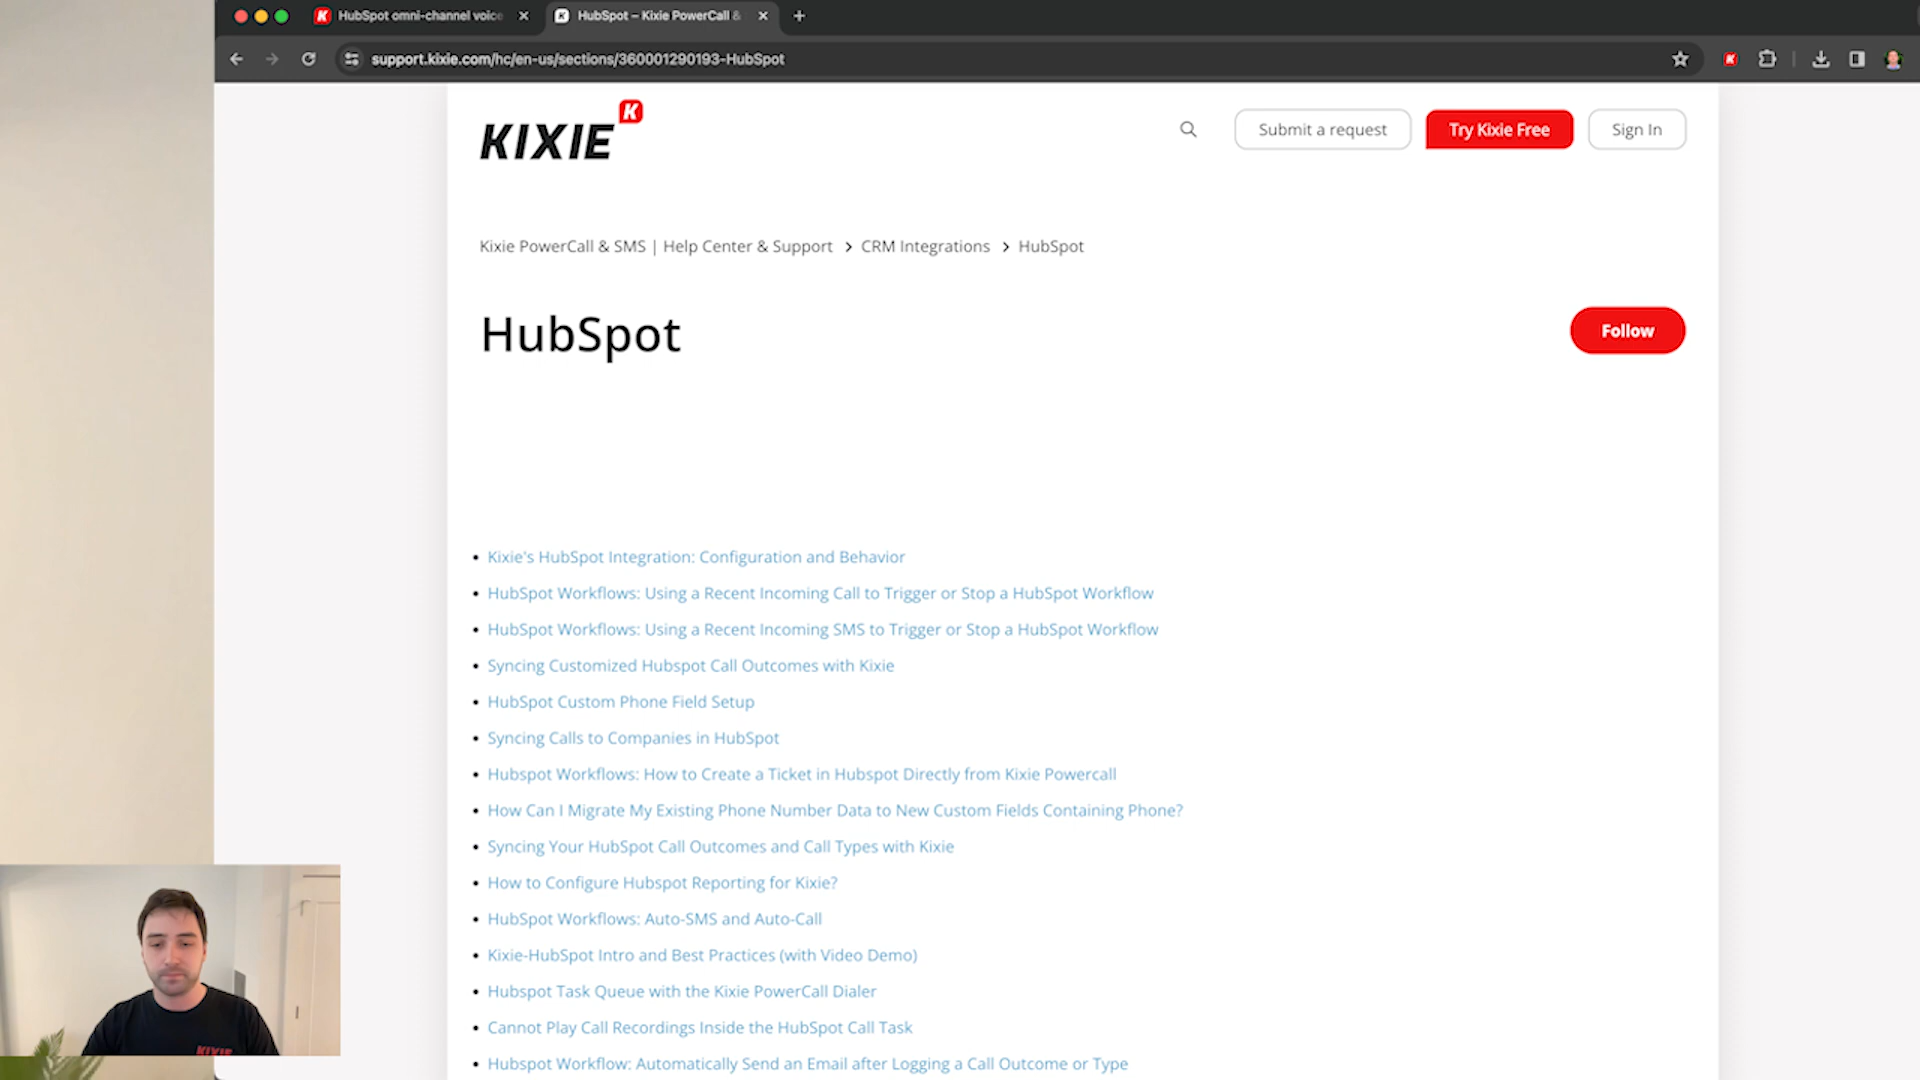 HubSpot omni-channel voice
HubSpot – Kixie PowerCall &
support.kixie.com/hc/en-us/sections/360001290193-HubSpot
KIXIE K
Submit a request
Try Kixie Free
Sign In
Kixie PowerCall & SMS | Help Center & Support > CRM Integrations > HubSpot
HubSpot
Follow
• Kixie's HubSpot Integration: Configuration and Behavior
• HubSpot Workflows: Using a Recent Incoming Call to Trigger or Stop a HubSpot Workflow
• HubSpot Workflows: Using a Recent Incoming SMS to Trigger or Stop a HubSpot Workflow
• Syncing Customized Hubspot Call Outcomes with Kixie
• HubSpot Custom Phone Field Setup
• Syncing Calls to Companies in HubSpot
• Hubspot Workflows: How to Create a Ticket in Hubspot Directly from Kixie Powercall
• How Can I Migrate My Existing Phone Number Data to New Custom Fields Containing Phone?
• Syncing Your HubSpot Call Outcomes and Call Types with Kixie
• How to Configure Hubspot Reporting for Kixie?
• HubSpot Workflows: Auto-SMS and Auto-Call
• Kixie-HubSpot Intro and Best Practices (with Video Demo)
• Hubspot Task Queue with the Kixie PowerCall Dialer
• Cannot Play Call Recordings Inside the HubSpot Call Task
• Hubspot Workflow: Automatically Send an Email after Logging a Call Outcome or Type
KIXIE